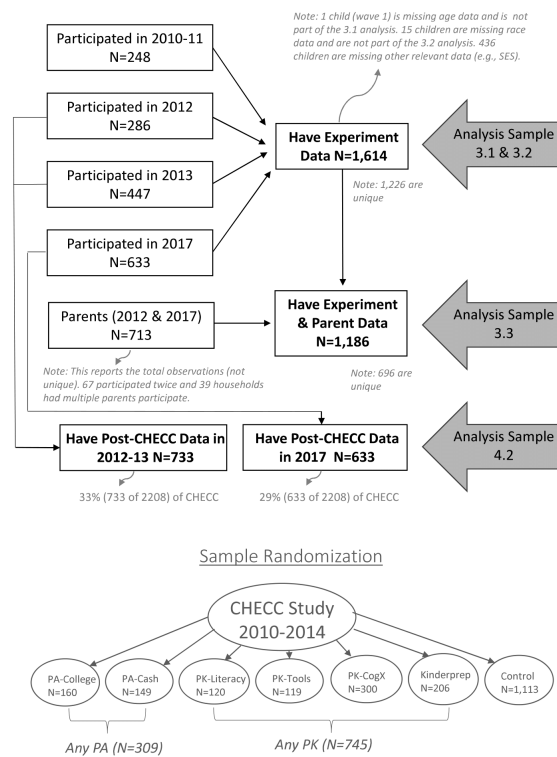 Note: 1 child (wave 1) is missing age data and is not
part of the 3.1 analysis. 15 children are missing race
data and are not part of the 3.2 analysis. 436
children are missing other relevant data (e.g., SES).
Participated in 2010-11
N=248
Participated in 2012
N=286
Participated in 2013
N=447
Participated in 2017
N=633
Have Experiment
Data N=1,614
Note: 1,226 are
unique
Analysis Sample
3.1 & 3.2
Parents (2012 & 2017)
N=713
Note: This reports the total observations (not
unique). 67 participated twice and 39 households
had multiple parents participate.
Have Experiment
& Parent Data
N=1,186
Note: 696 are
unique
Analysis Sample
3.3
Have Post-CHECC Data in
2012-13 N=733
33% (733 of 2208) of CHECC
Have Post-CHECC Data
in 2017 N=633
29% (633 of 2208) of CHECC
Analysis Sample
4.2
Sample Randomization
CHECC Study
2010-2014
PA-College
N=160
PA-Cash
N=149
PK-Literacy
N=120
PK-Tools
N=119
PK-CogX
N=300
Kinderprep
N=206
Control
N=1,113
Any PA (N=309)
Any PK (N=745)